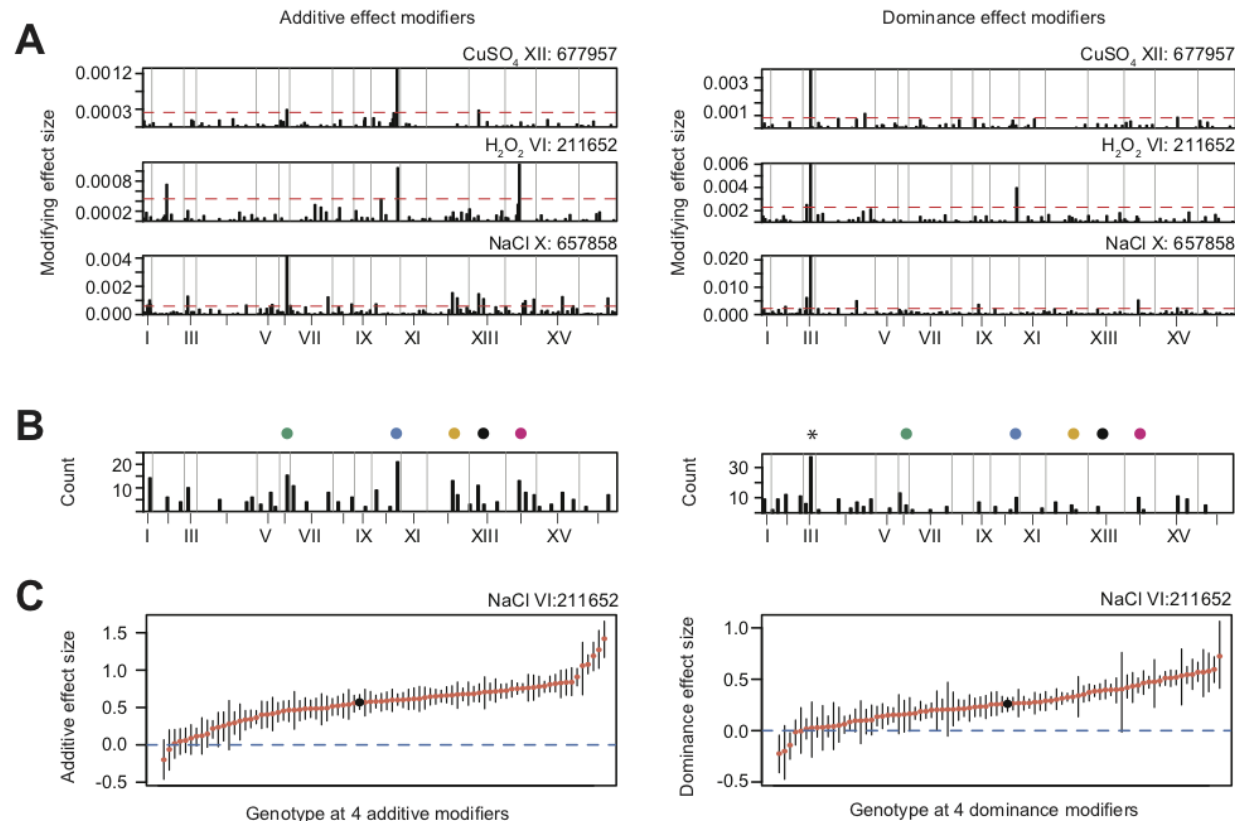 Additive effect modifiers
Dominance effect modifiers
A
CuSO4 XII: 677957
CuSO4 XII: 677957
0.0012
0.0003
0.003
0.001
H2O2 VI: 211652
H2O2 VI: 211652
0.0008
0.0002
0.006
0.004
0.002
NaCl X: 657858
NaCl X: 657858
0.004
0.002
0.000
0.020
0.010
0.000
Modifying effect size
Modifying effect size
I III V VII IX XI XIII XV
I III V VII IX XI XIII XV
B
*
Count
20
10
Count
30
10
I III V VII IX XI XIII XV
I III V VII IX XI XIII XV
C
NaCl VI:211652
NaCl VI:211652
Additive effect size
1.5
1.0
0.5
0.0
-0.5
Dominance effect size
1.0
0.5
0.0
-0.5
Genotype at 4 additive modifiers
Genotype at 4 dominance modifiers